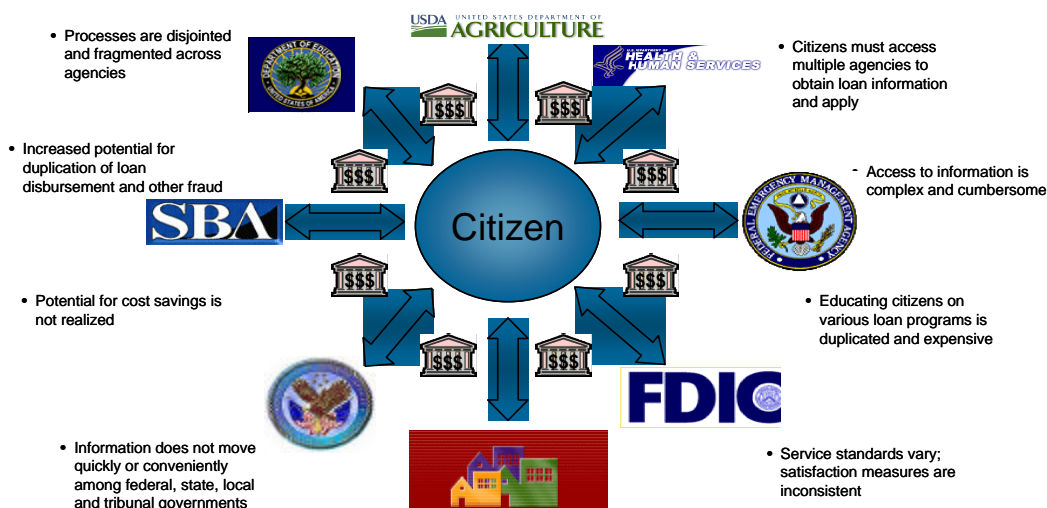 USDA UNITED STATES DEPARTMENT OF
AGRICULTURE
• Processes are disjointed
and fragmented across
agencies
DEPARTMENT OF EDUCATION
UNITED STATES OF AMERICA
U.S. DEPARTMENT OF
HEALTH &
HUMAN SERVICES
• Citizens must access
multiple agencies to
obtain loan information
and apply
$$$
$$$
• Increased potential for
duplication of loan
disbursement and other fraud
$$$
$$$
- Access to information is
complex and cumbersome
SBA
Citizen
FEDERAL EMERGENCY MANAGEMENT AGENCY
$$$
$$$
• Potential for cost savings is
not realized
• Educating citizens on
various loan programs is
duplicated and expensive
$$$
$$$
FDIC
• Information does not move
quickly or conveniently
among federal, state, local
and tribunal governments
• Service standards vary;
satisfaction measures are
inconsistent